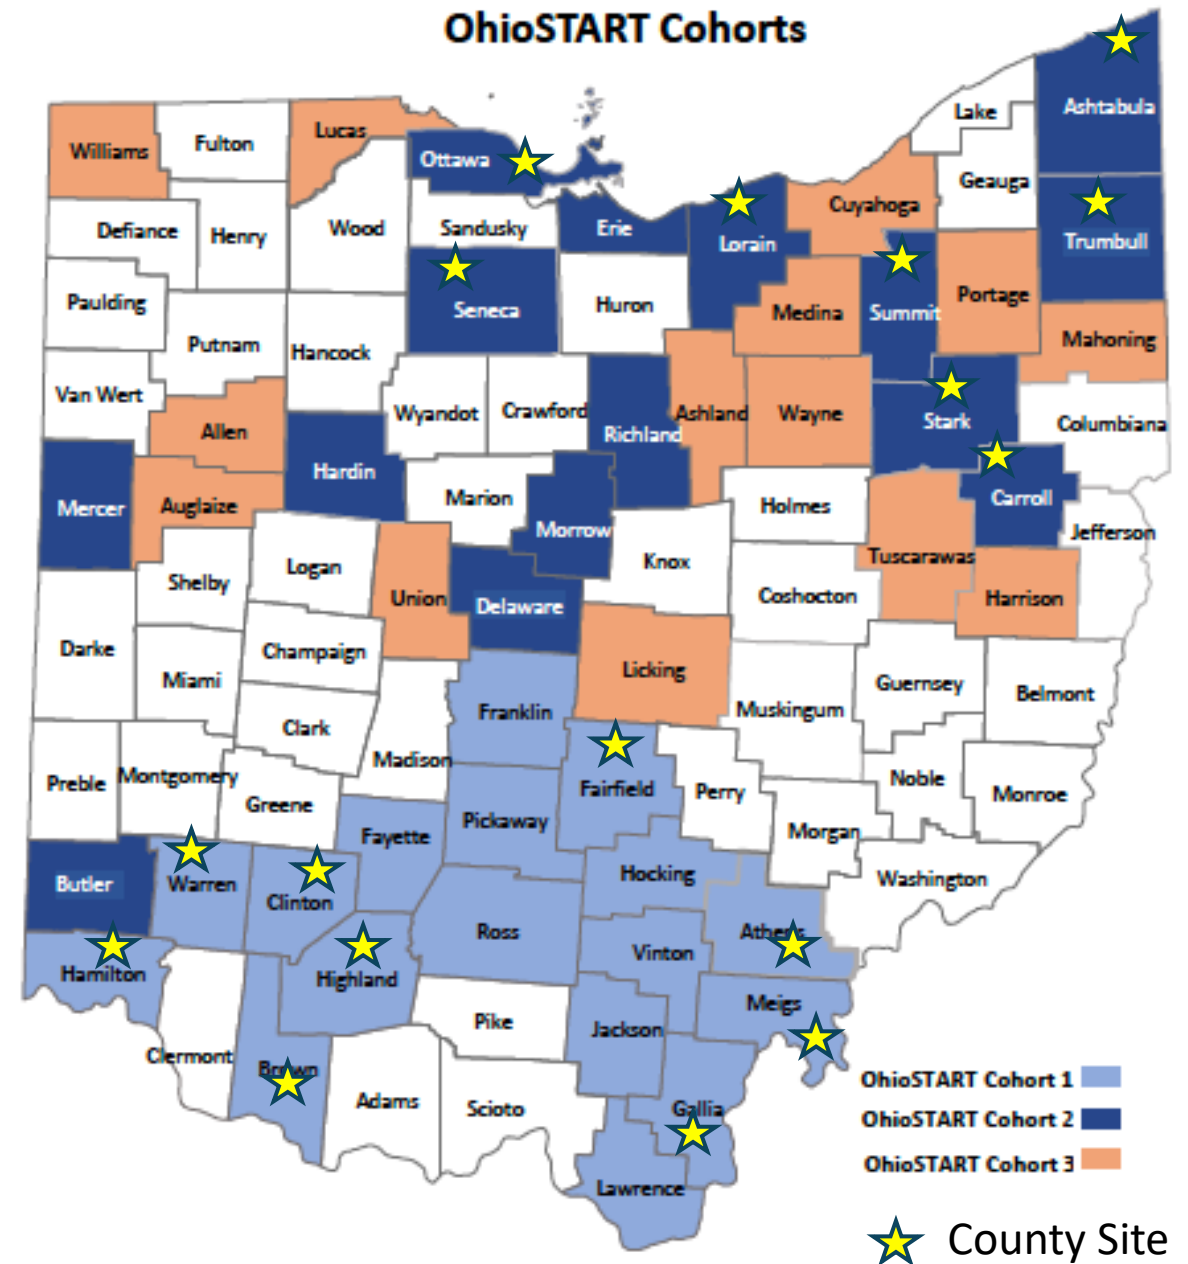 OhioSTART Cohorts
Ashtabula
Lake
Lucas
Fulton
Williams
Ottawa
Geauga
Cuyahoga
Wood
Sandusky
Erie
Defiance
Henry
Lorain
Trumbull
Portage
Paulding
Huron
Seneca
Medina
Summit
Mahoning
Putnam
Hancock
Van Wert
Wyandot
Crawford
Ashland
Wayne
Stark
Columbiana
Allen
Richland
Hardin
Marion
Carroll
Mercer
Auglaize
Holmes
Morrow
Jefferson
Knox
Tuscarawas
Logan
Shelby
Union
Delaware
Coshocton
Harrison
Darke
Champaign
Miami
Licking
Guernsey
Belmont
Franklin
Muskingum
Clark
Madison
Preble
Montgomery
Fairfield
Perry
Noble
Monroe
Greene
Pickaway
Fayette
Morgan
Butler
Warren
Hocking
Washington
Clinton
Ross
Athens
Vinton
Hamilton
Highland
Meigs
Pike
Jackson
Clermont
Brown
Adams
Scioto
Gallia
Lawrence
OhioSTART Cohort 1
OhioSTART Cohort 2
OhioSTART Cohort 3
County Site